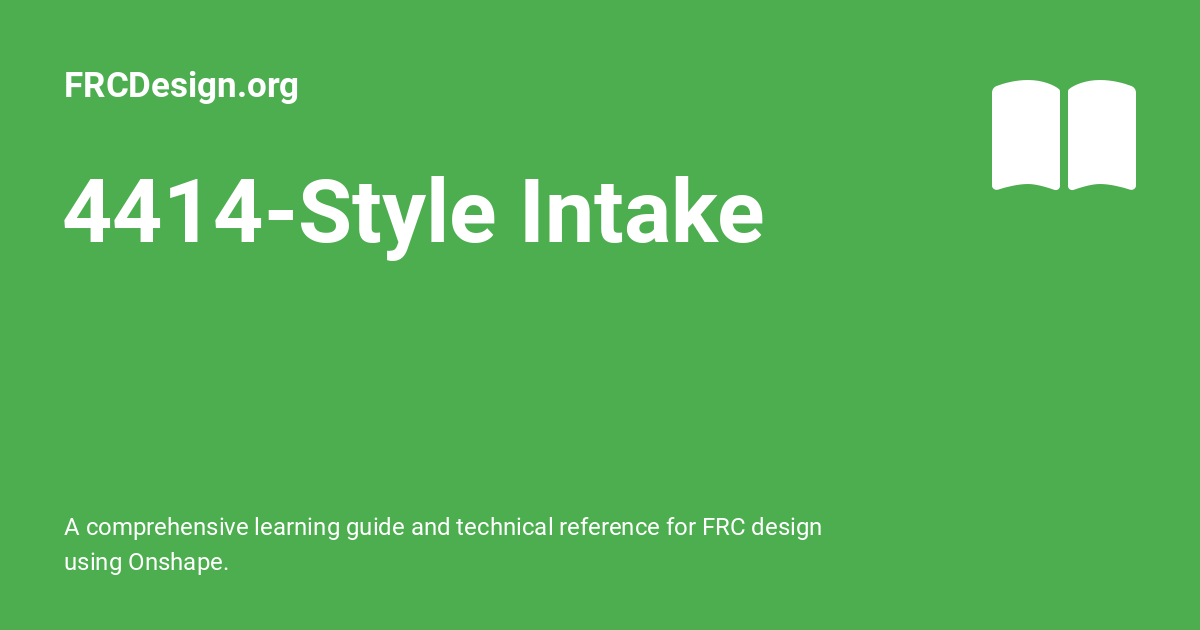 FRCDesign.org
4414-Style Intake
A comprehensive learning guide and technical reference for FRC design
using Onshape.